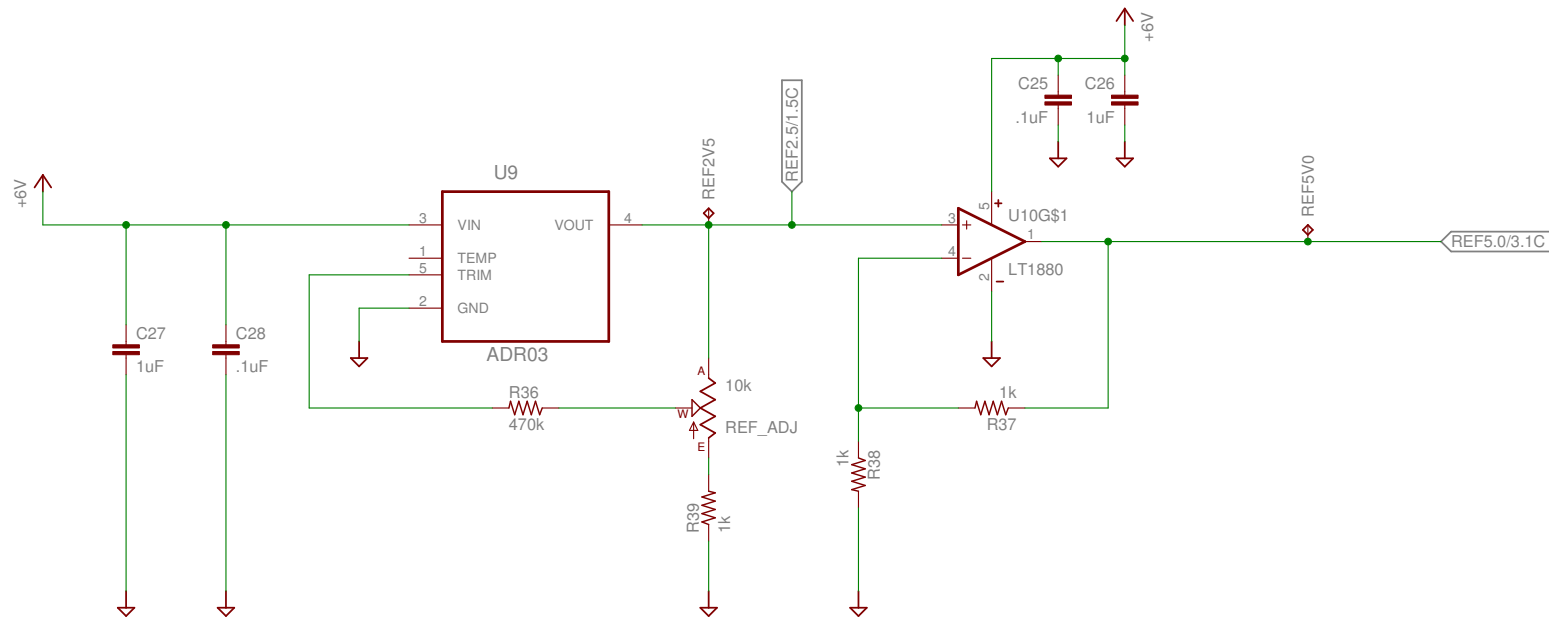 +6V
C25
.1uF
C26
1uF
REF2.5/1.5C
REF2V5
REF5V0
U9
+6V
3
VIN
VOUT
4
1
TEMP
5
TRIM
2
GND
ADR03
3
+
4
−
5
+
2
−
1
U10G$1
LT1880
REF5.0/3.1C
C27
1uF
C28
.1uF
R36
470k
A
W
E
10k
REF_ADJ
1k
R37
1k
R38
R39
1k